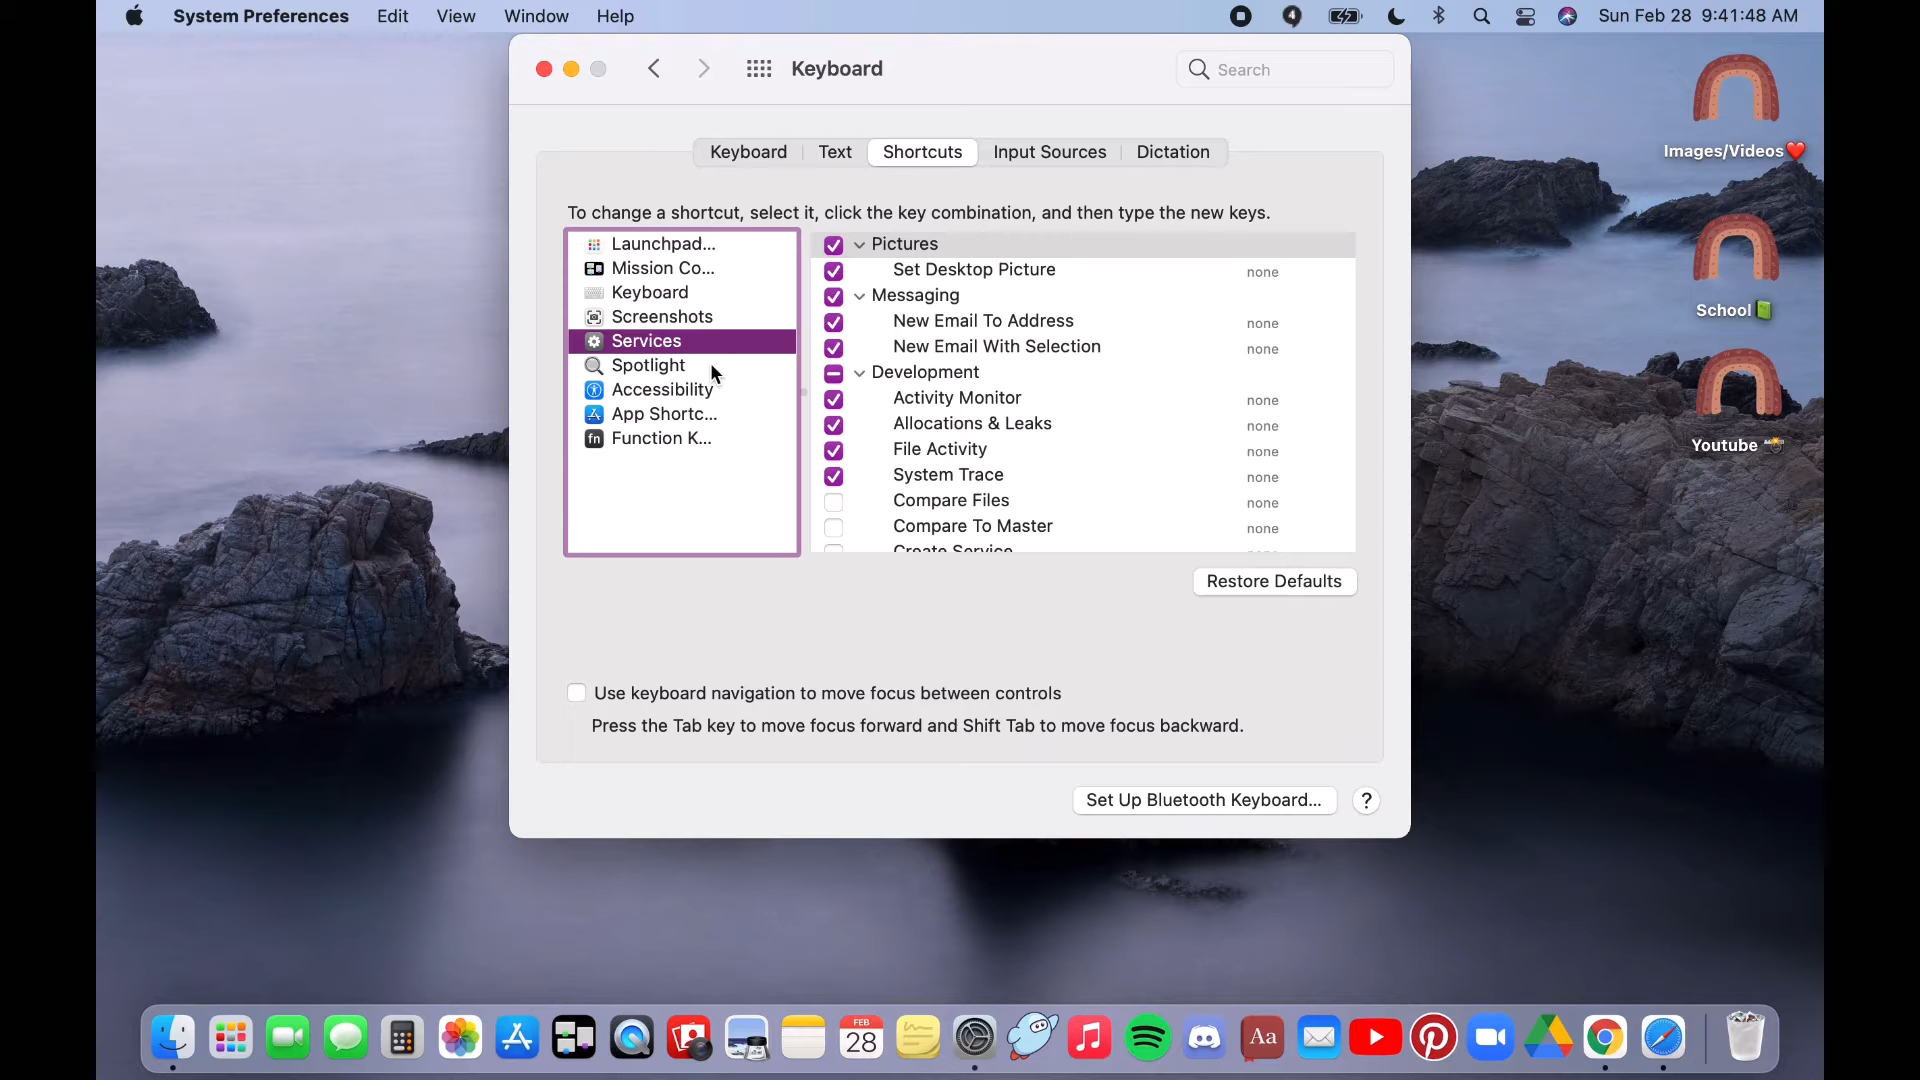 System Preferences Edit View Window Help 4 Sun Feb 28 9:41:48 AM
Keyboard Search
Keyboard Text Shortcuts Input Sources Dictation
To change a shortcut, select it, click the key combination, and then type the new keys.
Launchpad...
Mission Co...
Keyboard
Screenshots
Services
Spotlight
Accessibility
App Shortc...
fn Function K...
Pictures
Set Desktop Picture none
Messaging
New Email To Address none
New Email With Selection none
Development
Activity Monitor none
Allocations & Leaks none
File Activity none
System Trace none
Compare Files none
Compare To Master none
Create Service none
Restore Defaults
Use keyboard navigation to move focus between controls
Press the Tab key to move focus forward and Shift Tab to move focus backward.
Set Up Bluetooth Keyboard... ?
Images/Videos❤️
School📗
Youtube 📸
FEB
28
Aa